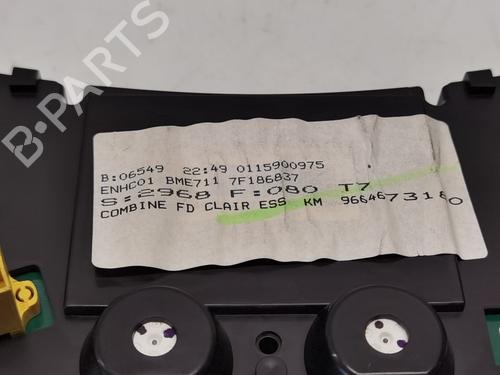 B-PARTS
B:06549 22:49 0115900975
ENHC01 BME711 7F186837
S:2968 F:080 T7
COMBINE FD CLAIR ESS KM 9664673180